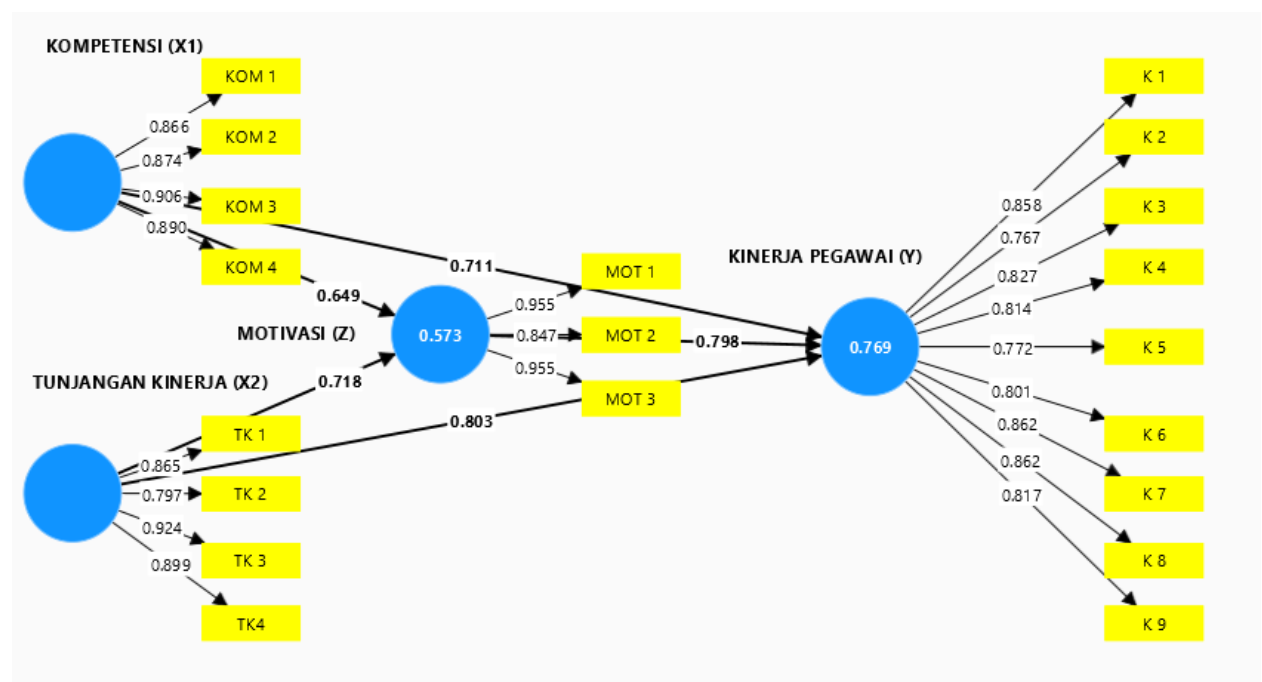 KOMPETENSI (X1)
KOM 1
0.866
KOM 2
0.874
0.906
KOM 3
0.890
KOM 4
0.711
0.649
MOTIVASI (Z)
0.573
0.955
MOT 1
0.847
MOT 2
0.955
MOT 3
0.798
TUNJANGAN KINERJA (X2)
0.718
0.803
TK 1
0.865
0.797
TK 2
0.924
TK 3
0.899
TK4
KINERJA PEGAWAI (Y)
0.769
0.858
K 1
0.767
K 2
0.827
K 3
0.814
K 4
0.772
K 5
0.801
K 6
0.862
K 7
0.862
K 8
0.817
K 9